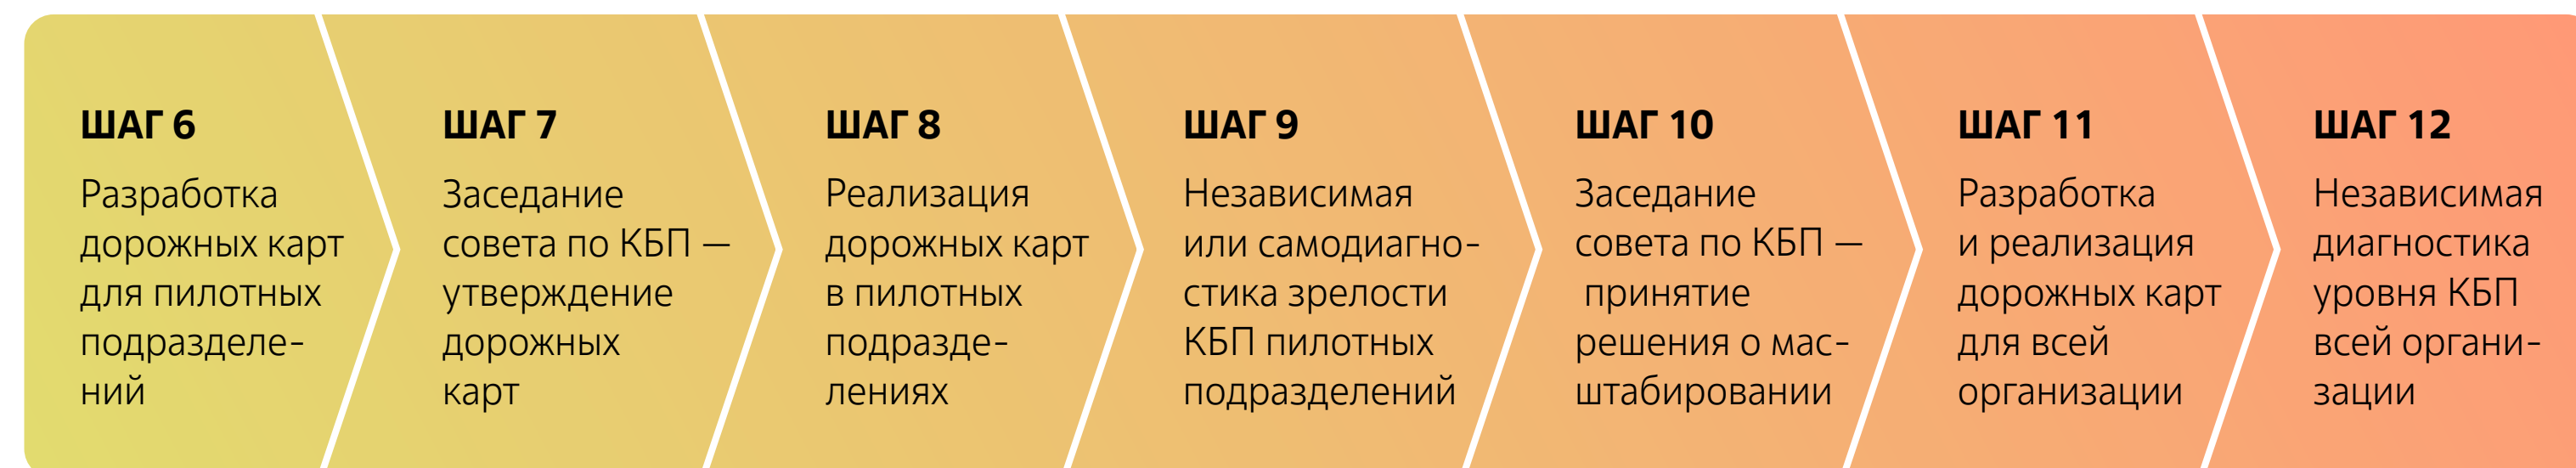 ШАГ 6
Разработка
дорожных карт
для пилотных
подразделе-
ний
ШАГ 7
Заседание
совета по КБП —
утверждение
дорожных
карт
ШАГ 8
Реализация
дорожных карт
в пилотных
подразде-
лениях
ШАГ 9
Независимая
или самодиагно-
стика зрелости
КБП пилотных
подразделений
ШАГ 10
Заседание
совета по КБП —
принятие
решения о мас-
штабировании
ШАГ 11
Разработка
и реализация
дорожных карт
для всей
организации
ШАГ 12
Независимая
диагностика
уровня КБП
всей органи-
зации